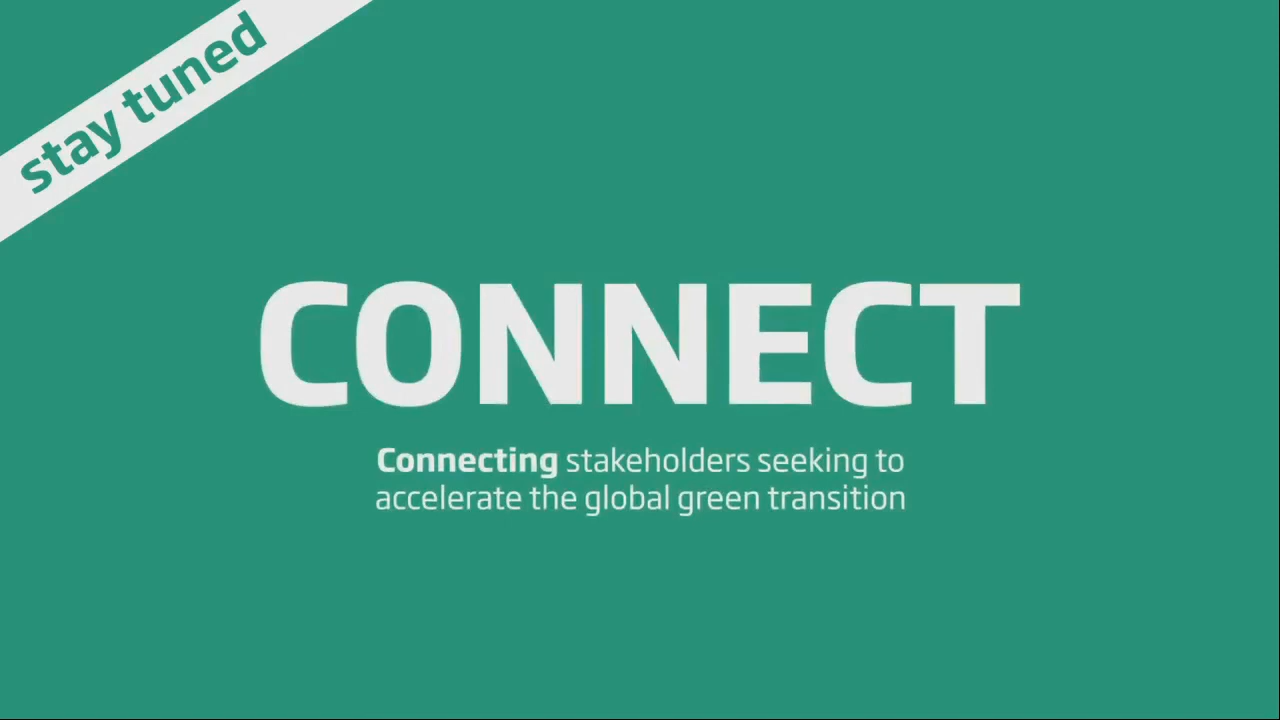 stay tuned
CONNECT
Connecting stakeholders seeking to
accelerate the global green transition